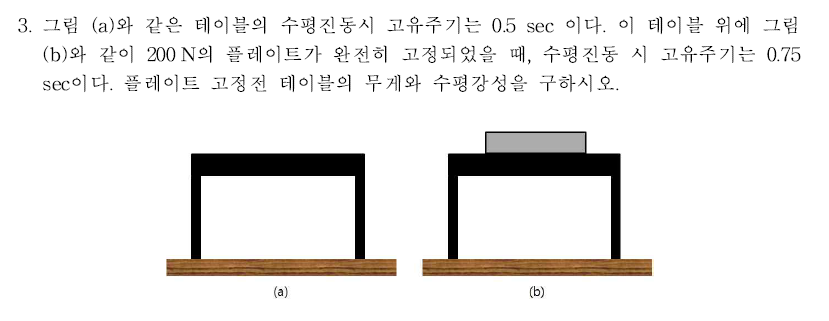 3. 그림 (a)와 같은 테이블의 수평진동시 고유주기는 0.5 sec 이다. 이 테이블 위에 그림
(b)와 같이 200 N의 플레이트가 완전히 고정되었을 때, 수평진동 시 고유주기는 0.75
sec이다. 플레이트 고정전 테이블의 무게와 수평강성을 구하시오.
(a)
(b)